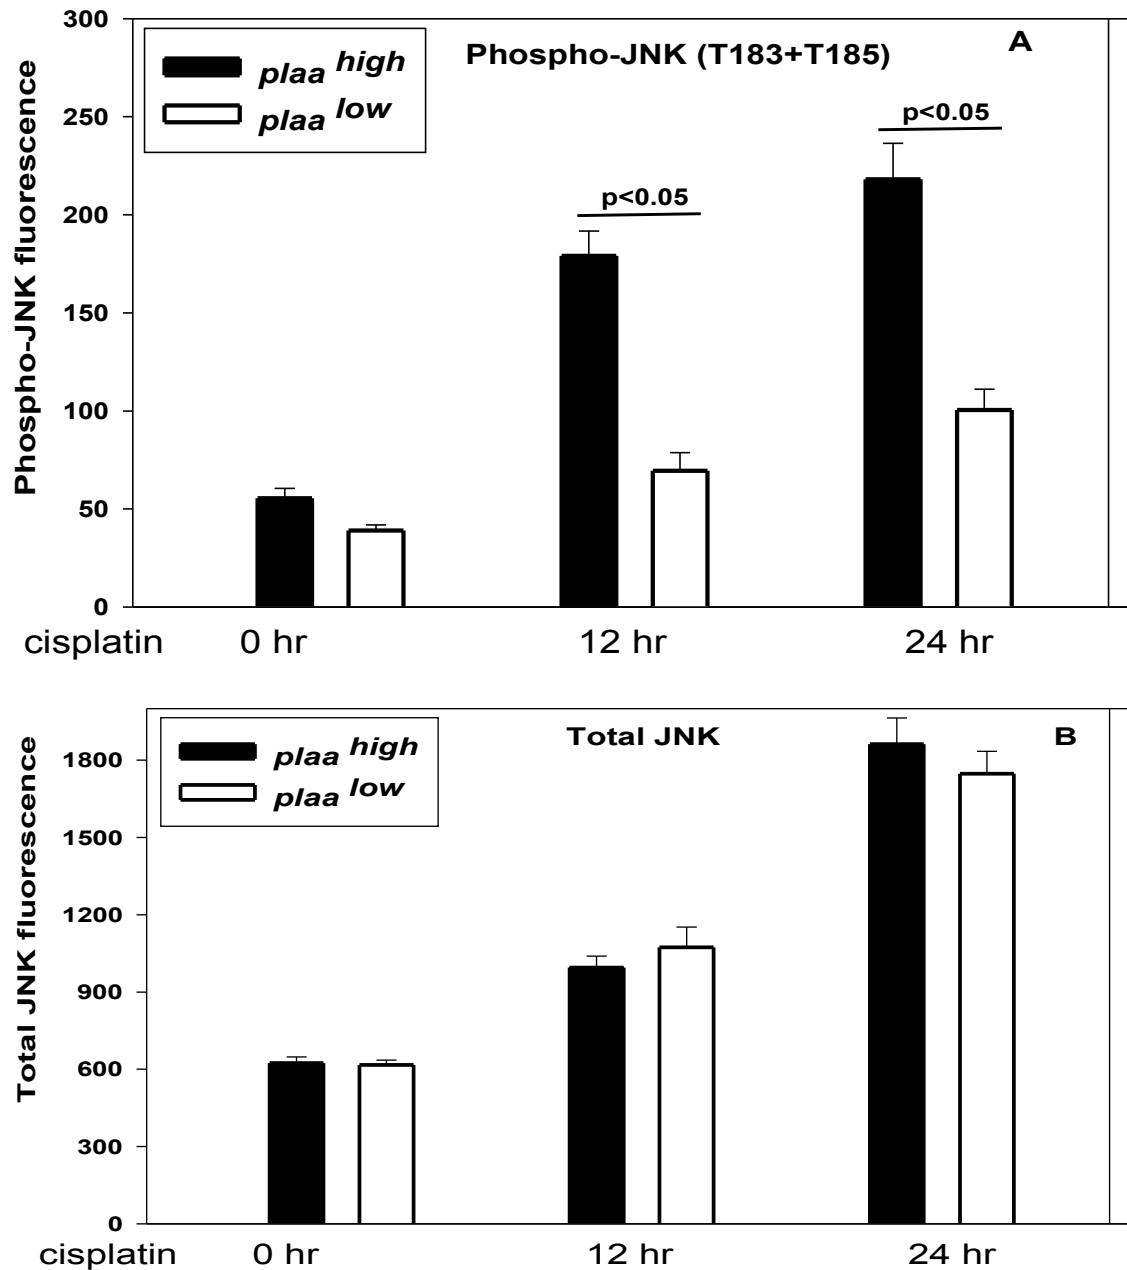 300
250
200
150
100
50
0
Phospho-JNK fluorescence
plaa high
plaa low
Phospho-JNK (T183+T185)
A
p<0.05
p<0.05
cisplatin 0 hr 12 hr 24 hr
1800
1500
1200
900
600
300
0
Total JNK fluorescence
plaa high
plaa low
Total JNK
B
cisplatin 0 hr 12 hr 24 hr